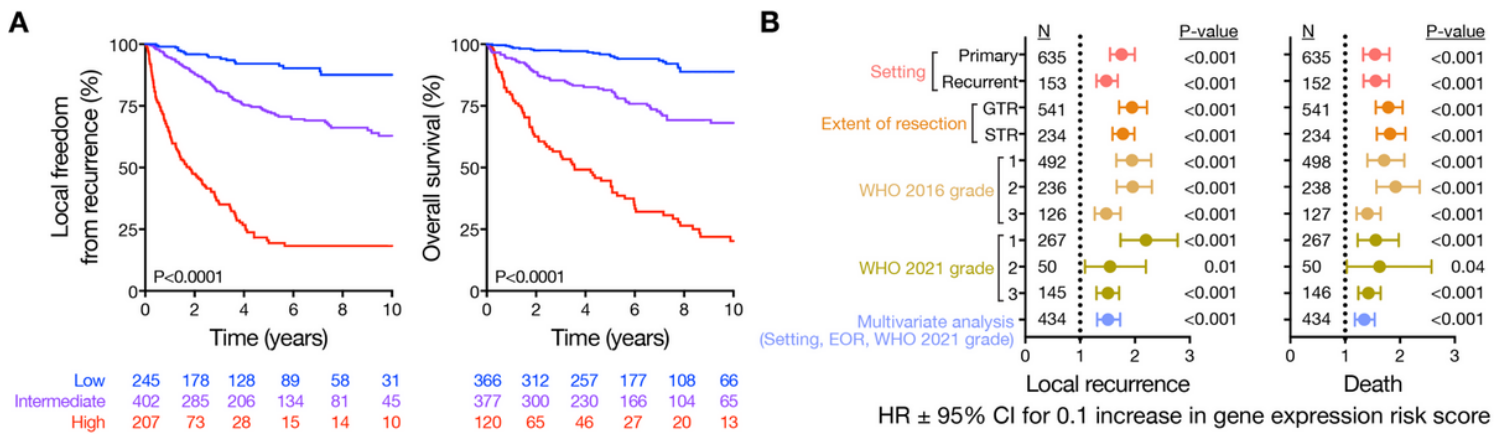 A
Local freedom
from recurrence (%)
100
75
50
25
0
P<0.0001
0 2 4 6 8 10
Time (years)
Overall survival (%)
100
75
50
25
0
P<0.0001
0 2 4 6 8 10
Time (years)
Low 245 178 128 89 58 31
Intermediate 402 285 206 134 81 45
High 207 73 28 15 14 10
366 312 257 177 108 66
377 300 230 166 104 65
120 65 46 27 20 13
B
N P-value N P-value
Setting
Primary 635 <0.001 635 <0.001
Recurrent 153 <0.001 152 <0.001
Extent of resection
GTR 541 <0.001 541 <0.001
STR 234 <0.001 234 <0.001
WHO 2016 grade
1 492 <0.001 498 <0.001
2 236 <0.001 238 <0.001
3 126 <0.001 127 <0.001
WHO 2021 grade
1 267 <0.001 267 <0.001
2 50 0.01 50 0.04
3 145 <0.001 146 <0.001
Multivariate analysis 434 <0.001 434 <0.001
(Setting, EOR, WHO 2021 grade)
0 1 2 3 0 1 2 3
Local recurrence Death
HR ± 95% CI for 0.1 increase in gene expression risk score